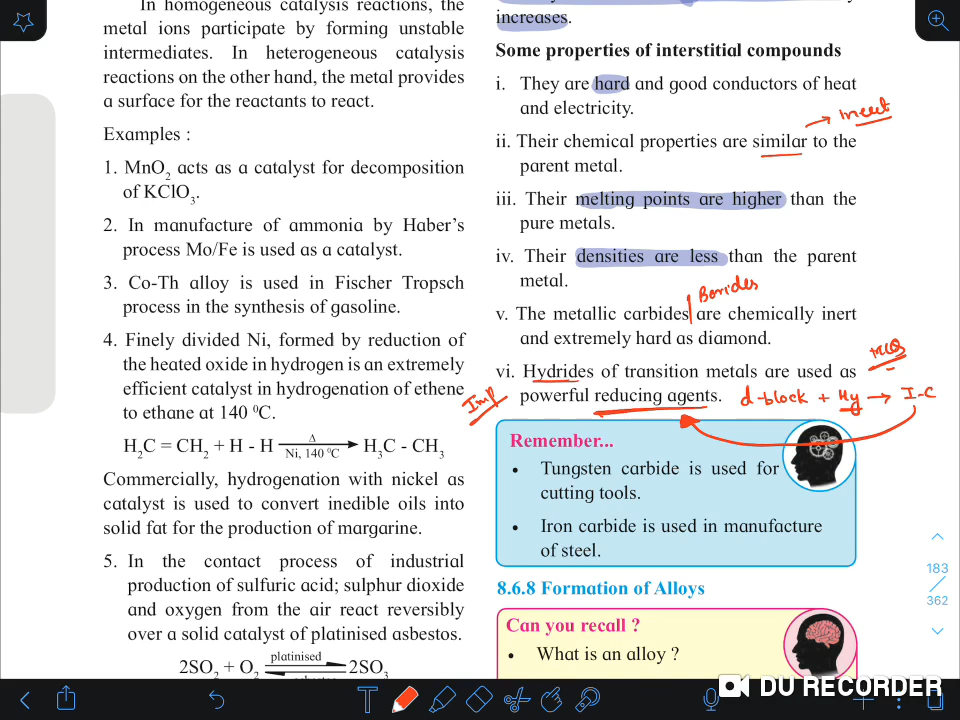 In homogeneous catalysis reactions, the
metal ions participate by forming unstable
intermediates. In heterogeneous catalysis
reactions on the other hand, the metal provides
a surface for the reactants to react.
Examples :
1. MnO2 acts as a catalyst for decomposition
of KClO3.
2. In manufacture of ammonia by Haber's
process Mo/Fe is used as a catalyst.
3. Co-Th alloy is used in Fischer Tropsch
process in the synthesis of gasoline.
4. Finely divided Ni, formed by reduction of
the heated oxide in hydrogen is an extremely
efficient catalyst in hydrogenation of ethene
to ethane at 140 ⁰C.
H2C = CH2 + H - H Δ Ni, 140 ⁰C → H3C - CH3
Commercially, hydrogenation with nickel as
catalyst is used to convert inedible oils into
solid fat for the production of margarine.
5. In the contact process of industrial
production of sulfuric acid; sulphur dioxide
and oxygen from the air react reversibly
over a solid catalyst of platinised asbestos.
platinised
2SO2 + O2 2SO3
increases.
Some properties of interstitial compounds
i. They are hard and good conductors of heat
and electricity.
→ inert
ii. Their chemical properties are similar to the
parent metal.
iii. Their melting points are higher than the
pure metals.
iv. Their densities are less than the parent
metal.
Borides
v. The metallic carbides are chemically inert
and extremely hard as diamond.
MCQs
vi. Hydrides of transition metals are used as
powerful reducing agents.
Imp
d-block + Hy → I-C
Remember...
• Tungsten carbide is used for
cutting tools.
• Iron carbide is used in manufacture
of steel.
8.6.8 Formation of Alloys
Can you recall ?
• What is an alloy ?
183
362
DU RECORDER